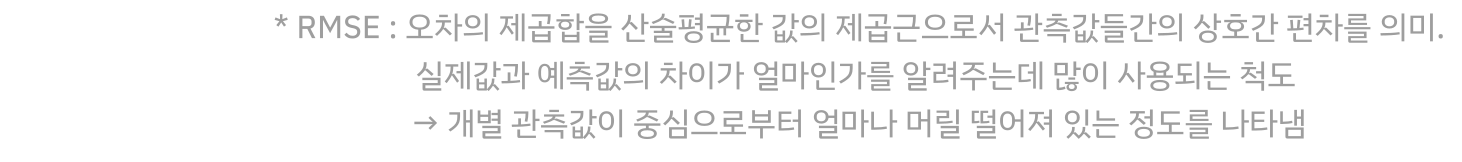 * RMSE : 오차의 제곱합을 산술평균한 값의 제곱근으로서 관측값들간의 상호간 편차를 의미.
실제값과 예측값의 차이가 얼마인가를 알려주는데 많이 사용되는 척도
→ 개별 관측값이 중심으로부터 얼마나 머릴 떨어져 있는 정도를 나타냄